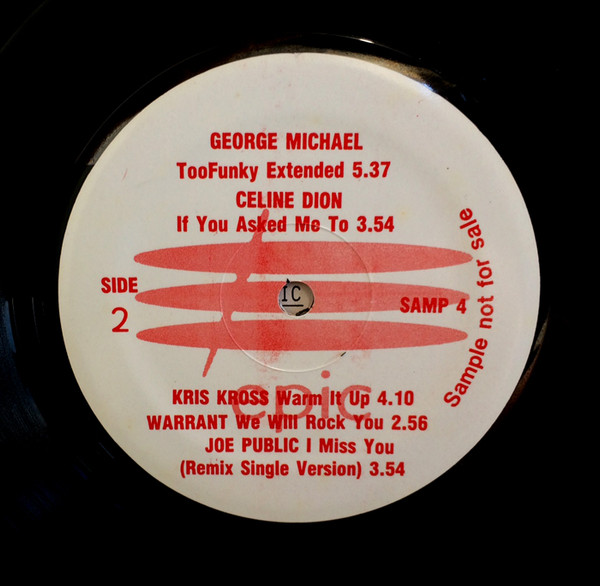 GEORGE MICHAEL
TooFunky Extended 5.37
CELINE DION
If You Asked Me To 3.54
SIDE
2
IC
SAMP 4
Sample not for sale
epic
KRIS KROSS Warm It Up 4.10
WARRANT We Will Rock You 2.56
JOE PUBLIC I Miss You
(Remix Single Version) 3.54